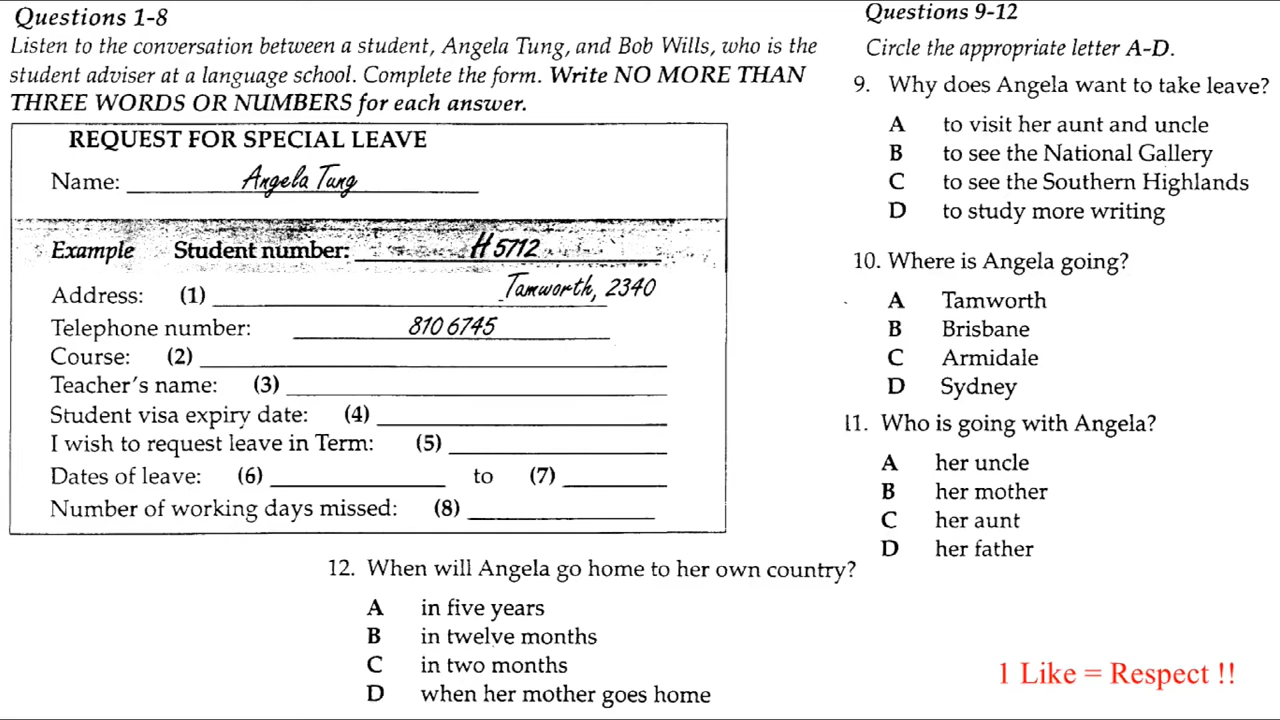 Questions 1-8
Listen to the conversation between a student, Angela Tung, and Bob Wills, who is the
student adviser at a language school. Complete the form. Write NO MORE THAN
THREE WORDS OR NUMBERS for each answer.
REQUEST FOR SPECIAL LEAVE
Name: Angela Tung
Example Student number: H5712
Address: (1) Tamworth, 2340
Telephone number: 810 6745
Course: (2)
Teacher's name: (3)
Student visa expiry date: (4)
I wish to request leave in Term: (5)
Dates of leave: (6) to (7)
Number of working days missed: (8)
Questions 9-12
Circle the appropriate letter A-D.
9. Why does Angela want to take leave?
A to visit her aunt and uncle
B to see the National Gallery
C to see the Southern Highlands
D to study more writing
10. Where is Angela going?
A Tamworth
B Brisbane
C Armidale
D Sydney
11. Who is going with Angela?
A her uncle
B her mother
C her aunt
D her father
12. When will Angela go home to her own country?
A in five years
B in twelve months
C in two months
D when her mother goes home
1 Like = Respect !!